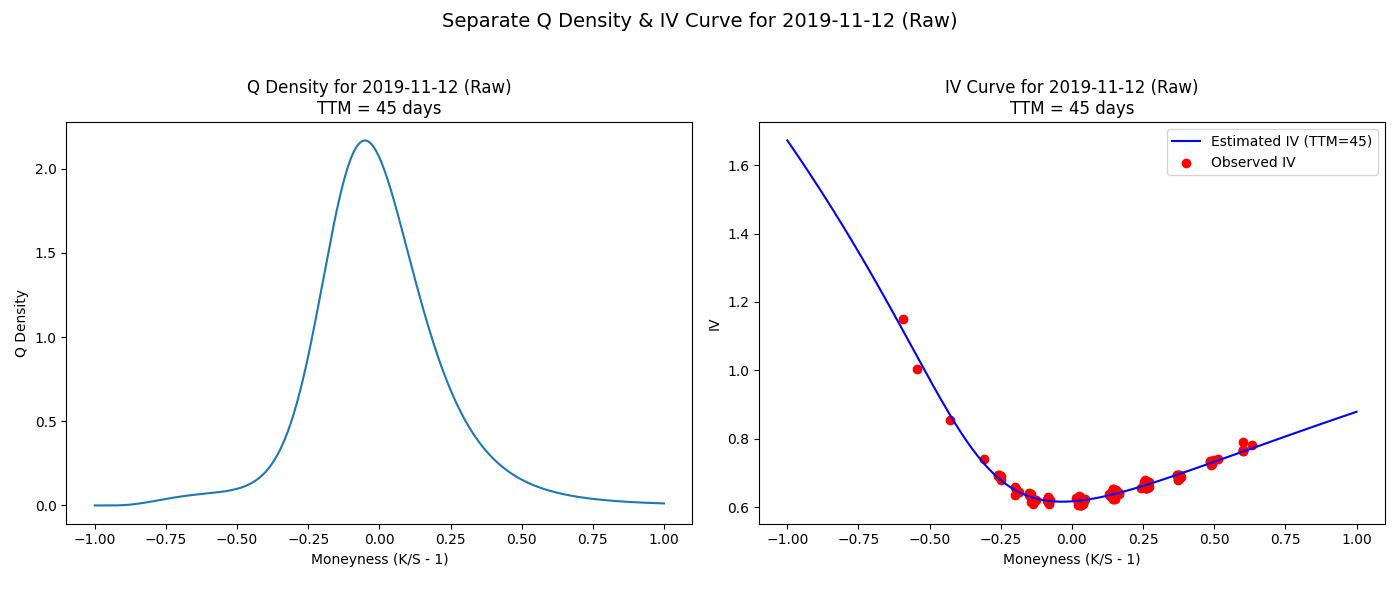 Separate Q Density & IV Curve for 2019-11-12 (Raw)
Q Density for 2019-11-12 (Raw)
TTM = 45 days
Q Density
2.0
1.5
1.0
0.5
0.0
−1.00 −0.75 −0.50 −0.25 0.00 0.25 0.50 0.75 1.00
Moneyness (K/S - 1)
IV Curve for 2019-11-12 (Raw)
TTM = 45 days
Estimated IV (TTM=45)
Observed IV
IV
1.6
1.4
1.2
1.0
0.8
0.6
−1.00 −0.75 −0.50 −0.25 0.00 0.25 0.50 0.75 1.00
Moneyness (K/S - 1)